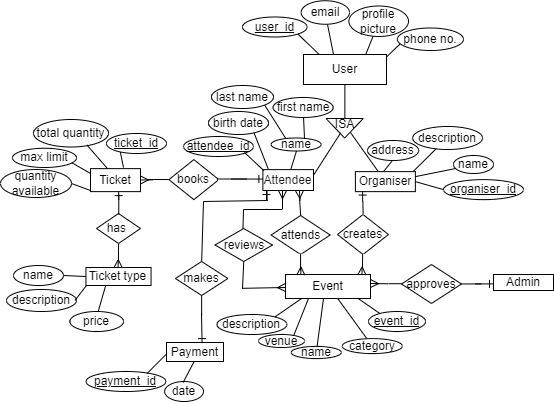 email
profile
picture
user_id
phone no.
User
last name
first name
birth date
ISA
total quantity
ticket_id
attendee_id
name
address
description
max limit
name
quantity
available
Ticket
books
Attendee
Organiser
organiser_id
has
reviews
attends
creates
name
Ticket type
makes
Event
approves
Admin
description
price
description
event_id
venue
name
category
Payment
payment_id
date